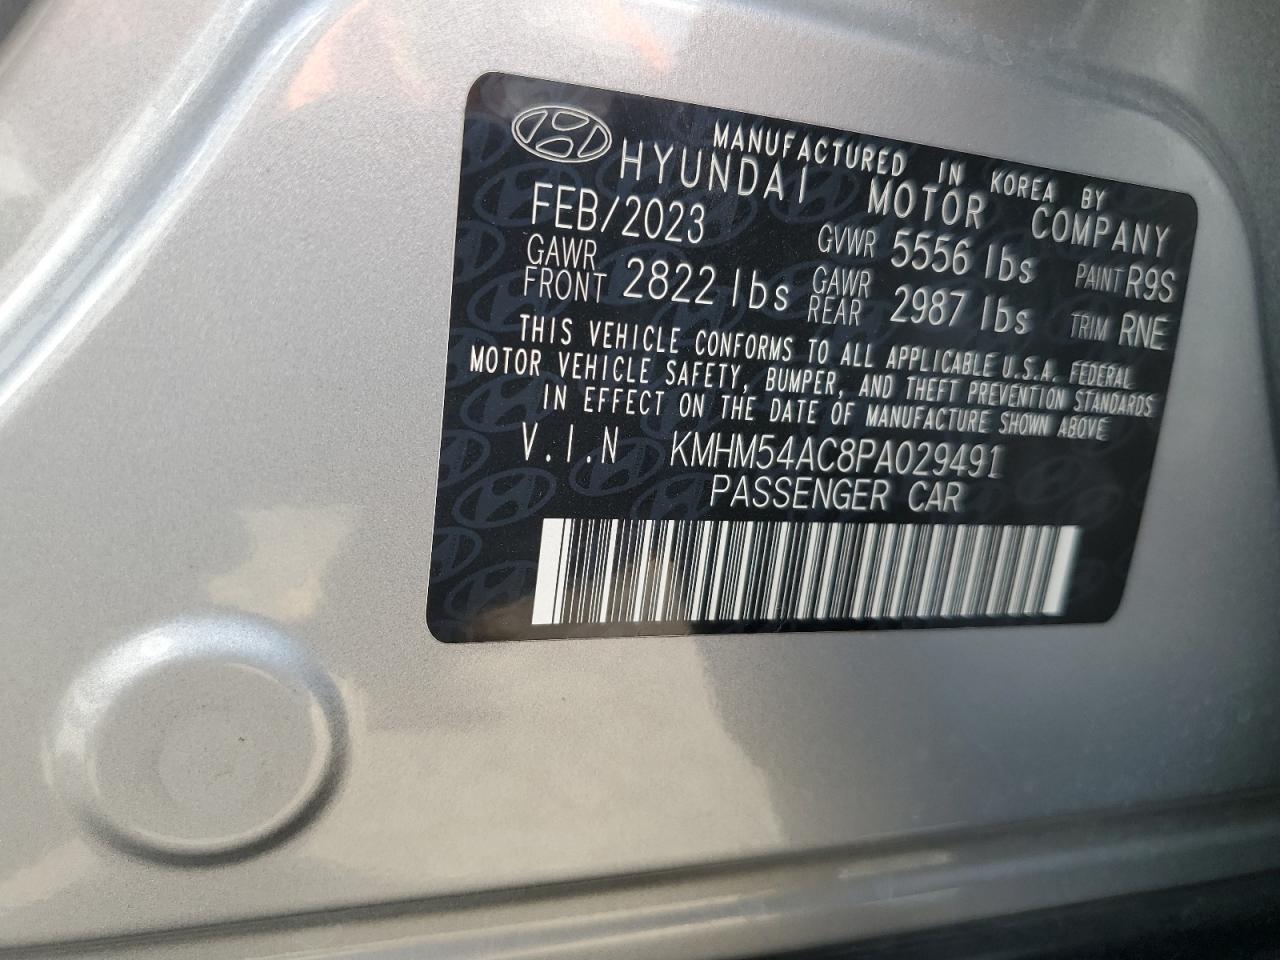 MANUFACTURED IN KOREA BY
HYUNDAI MOTOR COMPANY
FEB/2023 GVWR 5556 lbs PAINT R9S
GAWR FRONT 2822 lbs GAWR REAR 2987 lbs TRIM RNE
THIS VEHICLE CONFORMS TO ALL APPLICABLE U.S.A. FEDERAL
MOTOR VEHICLE SAFETY, BUMPER, AND THEFT PREVENTION STANDARDS
IN EFFECT ON THE DATE OF MANUFACTURE SHOWN ABOVE
V.I.N KMHM54AC8PA029491
PASSENGER CAR